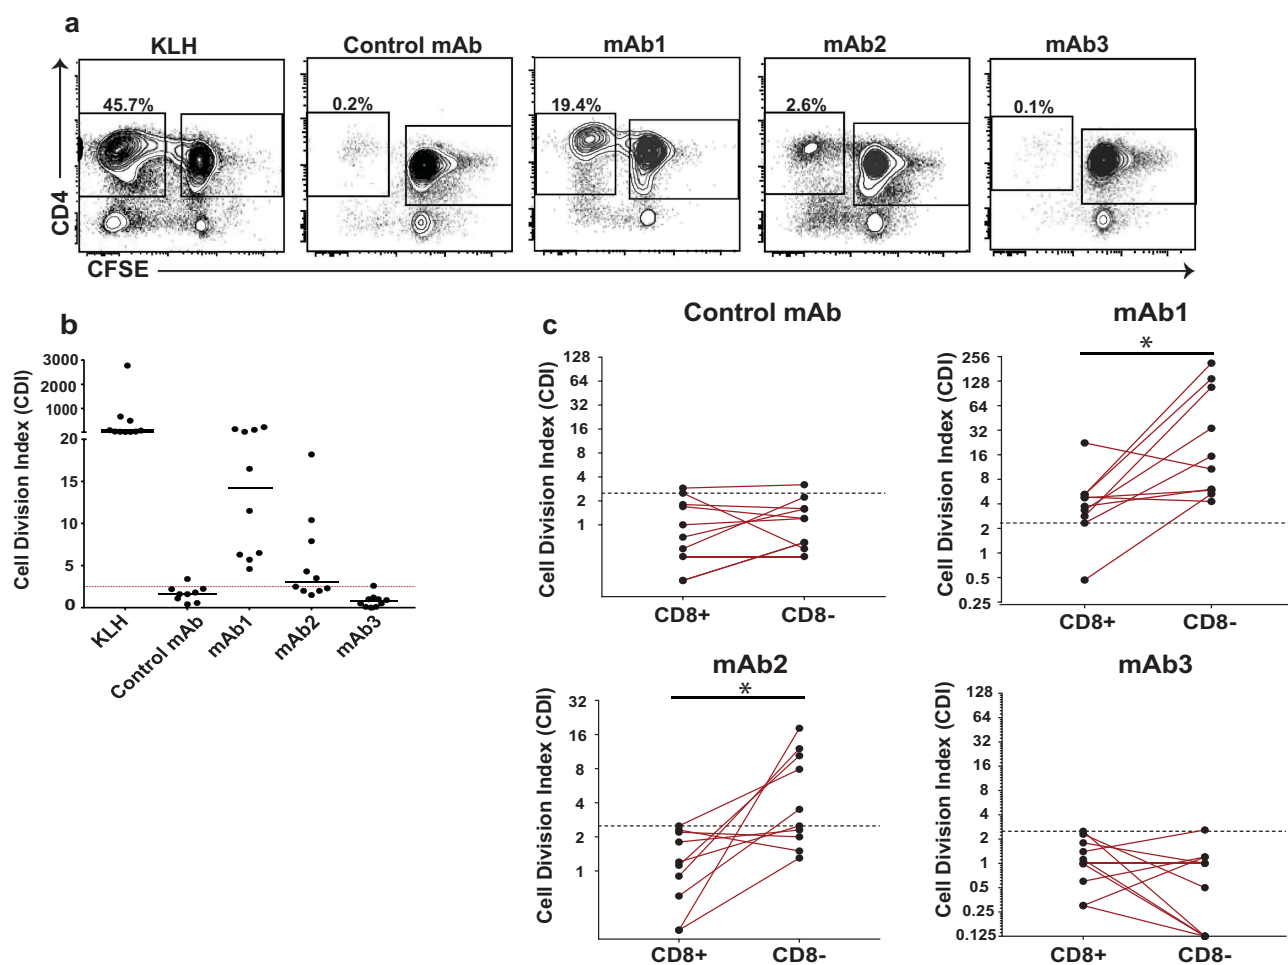 a
KLH
Control mAb
mAb1
mAb2
mAb3
45.7%
0.2%
19.4%
2.6%
0.1%
CD4
CFSE
b
Cell Division Index (CDI)
3000
2000
1000
20
15
10
5
0
KLH
Control mAb
mAb1
mAb2
mAb3
c
Control mAb
Cell Division Index (CDI)
128
64
32
16
8
4
2
1
CD8+
CD8-
mAb1
*
Cell Division Index (CDI)
256
128
64
32
16
8
4
2
1
0.5
0.25
CD8+
CD8-
mAb2
*
Cell Division Index (CDI)
32
16
8
4
2
1
CD8+
CD8-
mAb3
Cell Division Index (CDI)
128
64
32
16
8
4
2
1
0.5
0.25
0.125
CD8+
CD8-